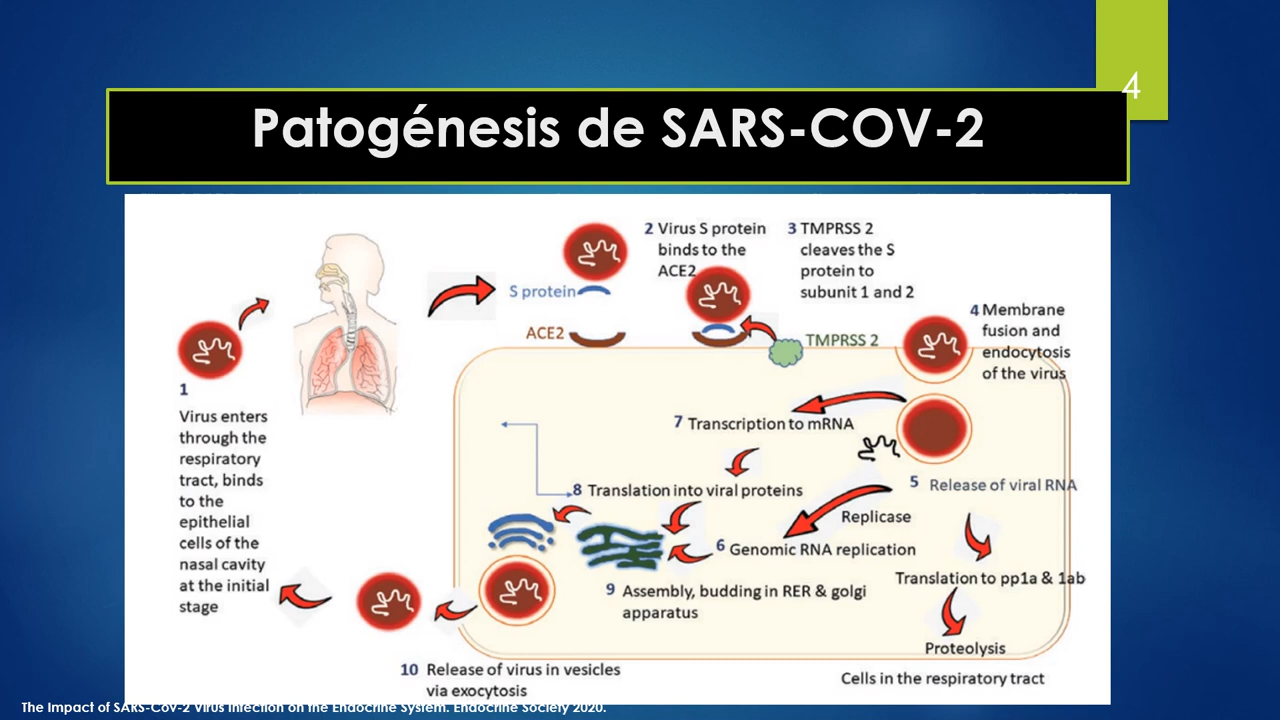 4
Patogénesis de SARS-COV-2
1
Virus enters
through the
respiratory
tract, binds
to the
epithelial
cells of the
nasal cavity
at the initial
stage
S protein
ACE2
2 Virus S protein
binds to the
ACE2
3 TMPRSS 2
cleaves the S
protein to
subunit 1 and 2
TMPRSS 2
4 Membrane
fusion and
endocytosis
of the virus
5 Release of viral RNA
Translation to pp1a & 1ab
Proteolysis
Replicase
6 Genomic RNA replication
7 Transcription to mRNA
8 Translation into viral proteins
9 Assembly, budding in RER & golgi
apparatus
10 Release of virus in vesicles
via exocytosis
Cells in the respiratory tract
The Impact of SARS-CoV-2 Virus Infection on the Endocrine System. Endocrine Society 2020.